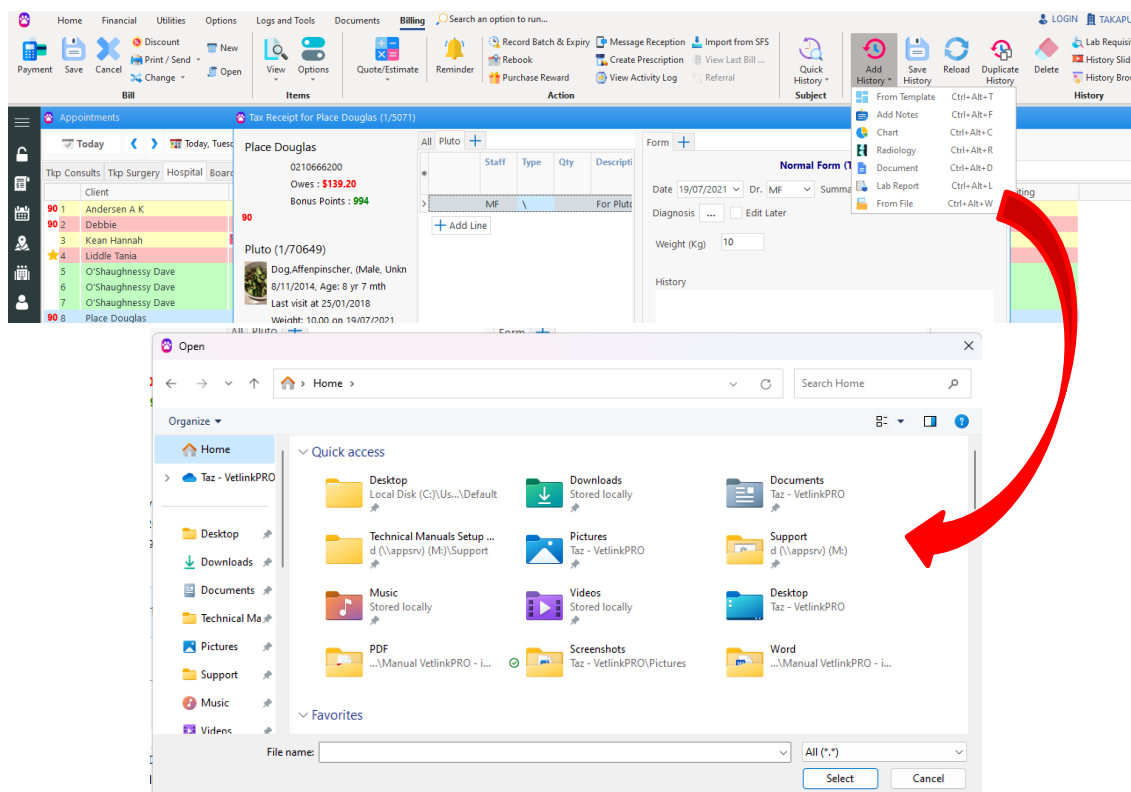 Home Financial Utilities Options Logs and Tools Documents Billing Search an option to run... LOGIN TAKAPU
Payment Save Cancel Discount Print / Send Change New Open
Bill
View Options
Items
Quote/Estimate Reminder Record Batch & Expiry Rebook Purchase Reward Message Reception Create Prescription View Activity Log Import from SFS View Last Bill ... Referral
Action
Quick History
Subject
Add History Save History Reload Duplicate History Delete Lab Requisi History Slid History Brow
History
From Template Ctrl+Alt+T
Add Notes Ctrl+Alt+F
Chart Ctrl+Alt+C
Radiology Ctrl+Alt+R
Document Ctrl+Alt+D
Lab Report Ctrl+Alt+L
From File Ctrl+Alt+W
Appointments
Today Today, Tuesd
Tkp Consults Tkp Surgery Hospital Board
Client
90 1 Andersen A K
90 2 Debbie
3 Kean Hannah
4 Liddle Tania
5 O'Shaughnessy Dave
6 O'Shaughnessy Dave
7 O'Shaughnessy Dave
90 8 Place Douglas
Tax Receipt for Place Douglas (1/5071)
Place Douglas
0210666200
Owes : $139.20
Bonus Points : 994
90
Pluto (1/70649)
Dog,Affenpinscher, (Male, Unkn
8/11/2014, Age: 8 yr 7 mth
Last visit at 25/01/2018
Weight: 10.00 on 19/07/2021
All Pluto
Staff Type Qty Descripti
MF \ For Pluto
Add Line
Form
Normal Form (T
Date 19/07/2021 Dr. MF Summa
Diagnosis ... Edit Later
Weight (Kg) 10
History
iting
All Pluto Form
Open
Home
Search Home
Organize
Home
Taz - VetlinkPRO
Desktop
Downloads
Documents
Technical Ma
Pictures
Support
Music
Videos
Quick access
Desktop
Local Disk (C:)\Us...\Default
Downloads
Stored locally
Documents
Taz - VetlinkPRO
Technical Manuals Setup ...
d (\\appsrv) (M:)\Support
Pictures
Taz - VetlinkPRO
Support
d (\\appsrv) (M:)
Music
Stored locally
Videos
Stored locally
Desktop
Taz - VetlinkPRO
PDF
...\Manual VetlinkPRO - i...
Screenshots
Taz - VetlinkPRO\Pictures
Word
...\Manual VetlinkPRO - i...
Favorites
File name: All (*.*)
Select Cancel